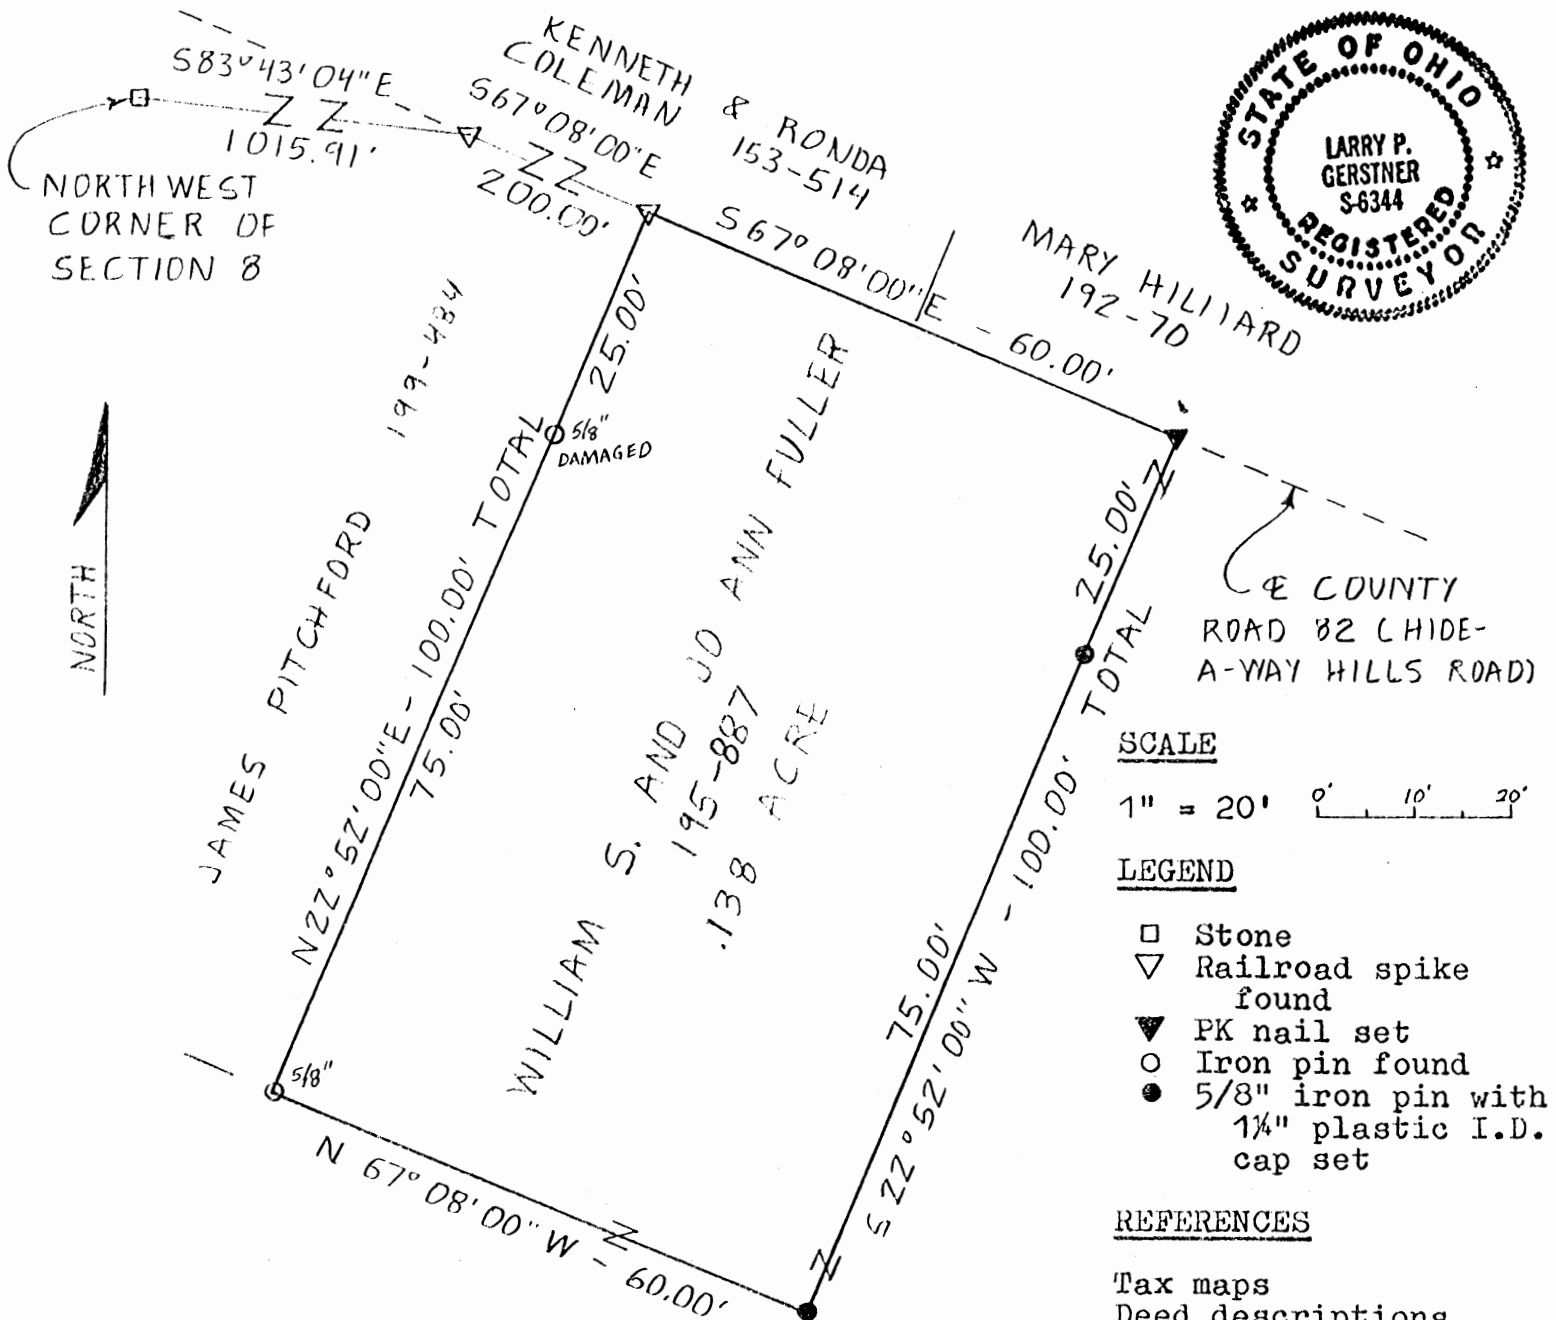 S83°43'04"E
1015.91'
NORTHWEST
CORNER OF
SECTION 8
KENNETH & RONDA
COLEMAN 153-514
S67°08'00"E
200.00'
S 67° 08'00"E - 60.00'
MARY HILLIARD
192-70
STATE OF OHIO
LARRY P.
GERSTNER
S-6344
REGISTERED
SURVEYOR
NORTH
JAMES PITCHFORD 199-484
N22°52'00"E - 100.00' TOTAL
25.00'
75.00'
5/8"
DAMAGED
WILLIAM S. AND JO ANN FULLER
195-887
.138 ACRE
25.00'
75.00'
S 22°52'00" W - 100.00' TOTAL
5/8"
N 67° 08'00" W - 60.00'
℄ COUNTY
ROAD 82 (HIDE-
A-WAY HILLS ROAD)
SCALE
1" = 20' 0' 10' 20'
LEGEND
Stone
Railroad spike
found
PK nail set
Iron pin found
5/8" iron pin with
1¼" plastic I.D.
cap set
REFERENCES
Tax maps
Deed descriptions